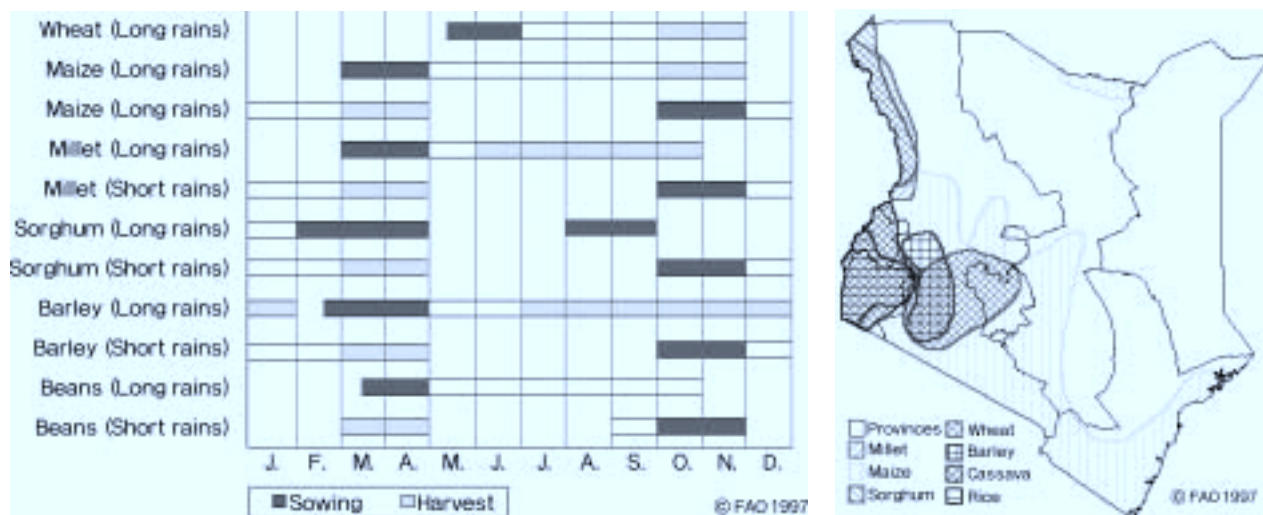 Wheat (Long rains)
Maize (Long rains)
Maize (Long rains)
Millet (Long rains)
Millet (Short rains)
Sorghum (Long rains)
Sorghum (Short rains)
Barley (Long rains)
Barley (Short rains)
Beans (Long rains)
Beans (Short rains)
J. F. M. A. M. J. J. A. S. O. N. D.
Sowing Harvest
© FAO 1997
Provinces Wheat
Millet Barley
Maize Cassava
Sorghum Rice
© FAO 1997